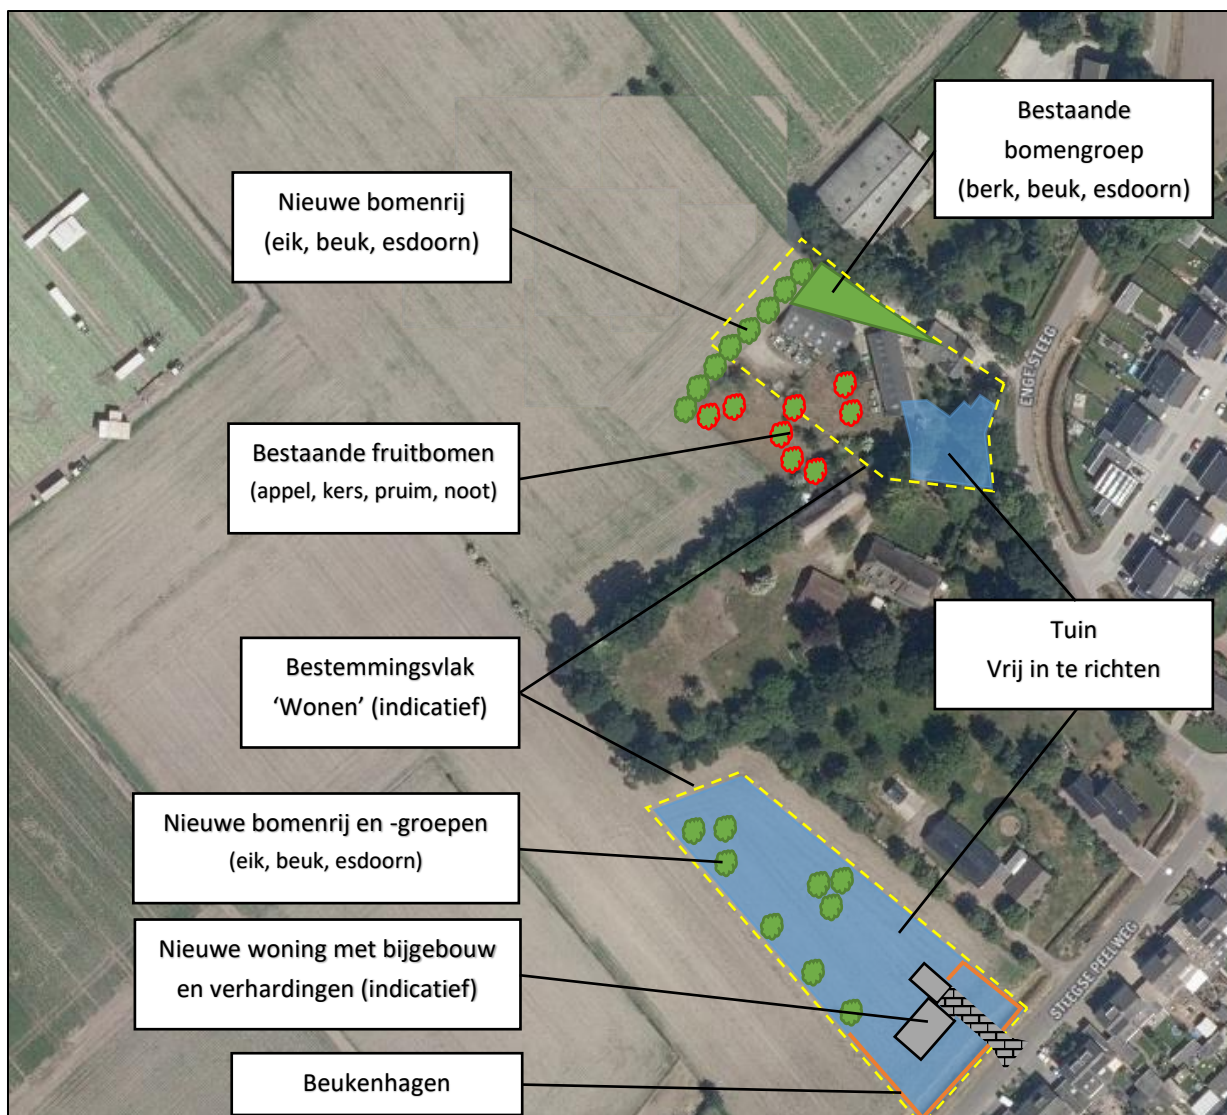 Bestaande
bomengroep
(berk, beuk, esdoorn)
Nieuwe bomenrij
(eik, beuk, esdoorn)
ENGE STEEG
Bestaande fruitbomen
(appel, kers, pruim, noot)
Tuin
Vrij in te richten
Bestemmingsvlak
‘Wonen’ (indicatief)
Nieuwe bomenrij en -groepen
(eik, beuk, esdoorn)
Nieuwe woning met bijgebouw
en verhardingen (indicatief)
STEEGSE PEELWEG
Beukenhagen